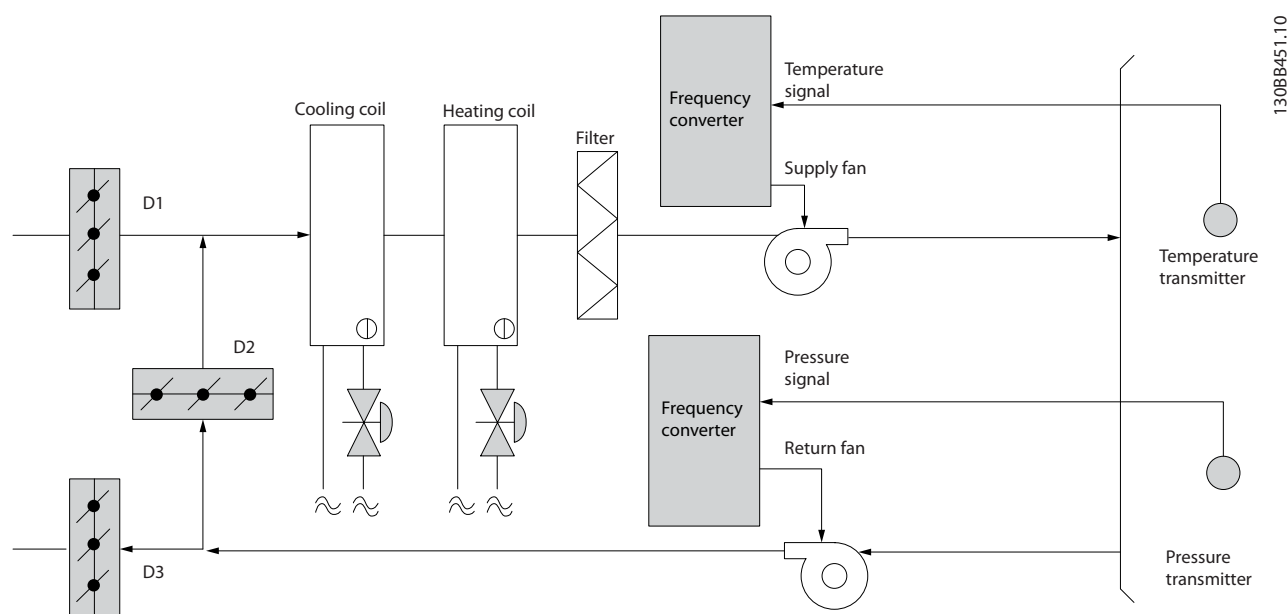 130BB451.10
Temperature
signal
Frequency
converter
Cooling coil
Heating coil
Filter
Supply fan
D1
Temperature
transmitter
D2
Pressure
signal
Frequency
converter
Return fan
D3
Pressure
transmitter